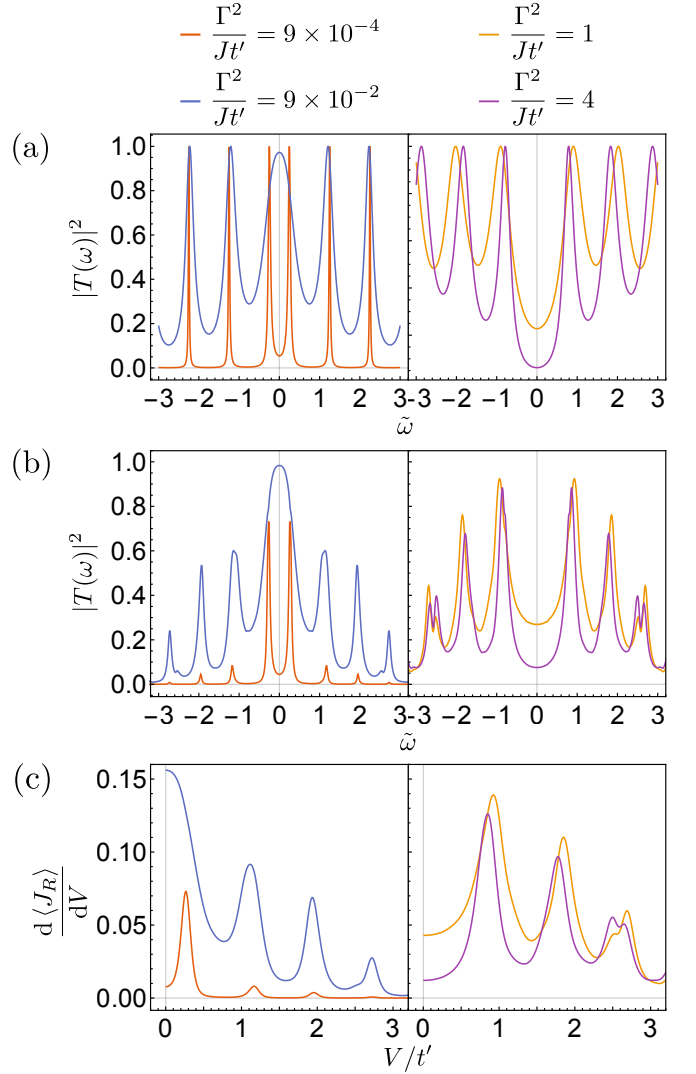 Γ²/Jt′ = 9 × 10⁻⁴
Γ²/Jt′ = 1
Γ²/Jt′ = 9 × 10⁻²
Γ²/Jt′ = 4
(a)
|T(ω)|²
1.0
0.8
0.6
0.4
0.2
0.0
−3 −2 −1 0 1 2 3 −3 −2 −1 0 1 2 3
ω̃
(b)
|T(ω)|²
1.0
0.8
0.6
0.4
0.2
0.0
−3 −2 −1 0 1 2 3 −3 −2 −1 0 1 2 3
ω̃
(c)
d ⟨J_R⟩/dV
0.15
0.10
0.05
0.00
0 1 2 3 0 1 2 3
V/t′